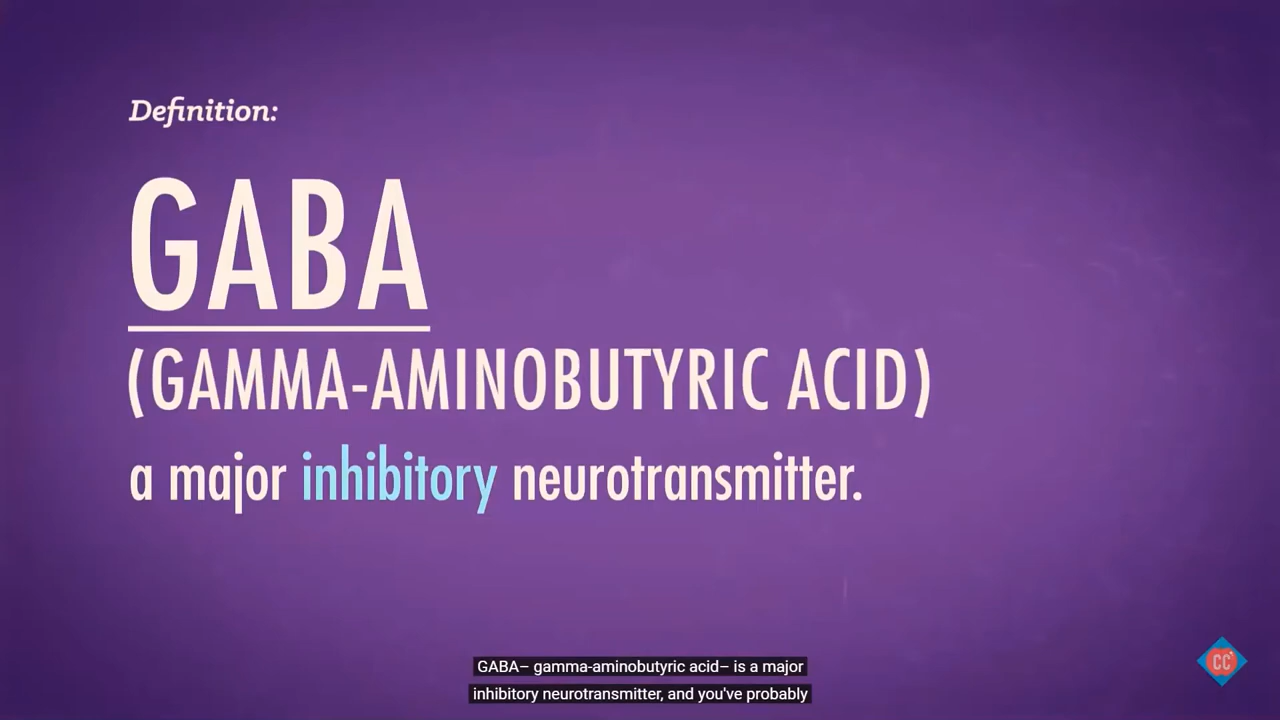 Definition:
GABA
(GAMMA-AMINOBUTYRIC ACID)
a major inhibitory neurotransmitter.
GABA– gamma-aminobutyric acid– is a major
inhibitory neurotransmitter, and you've probably
CC